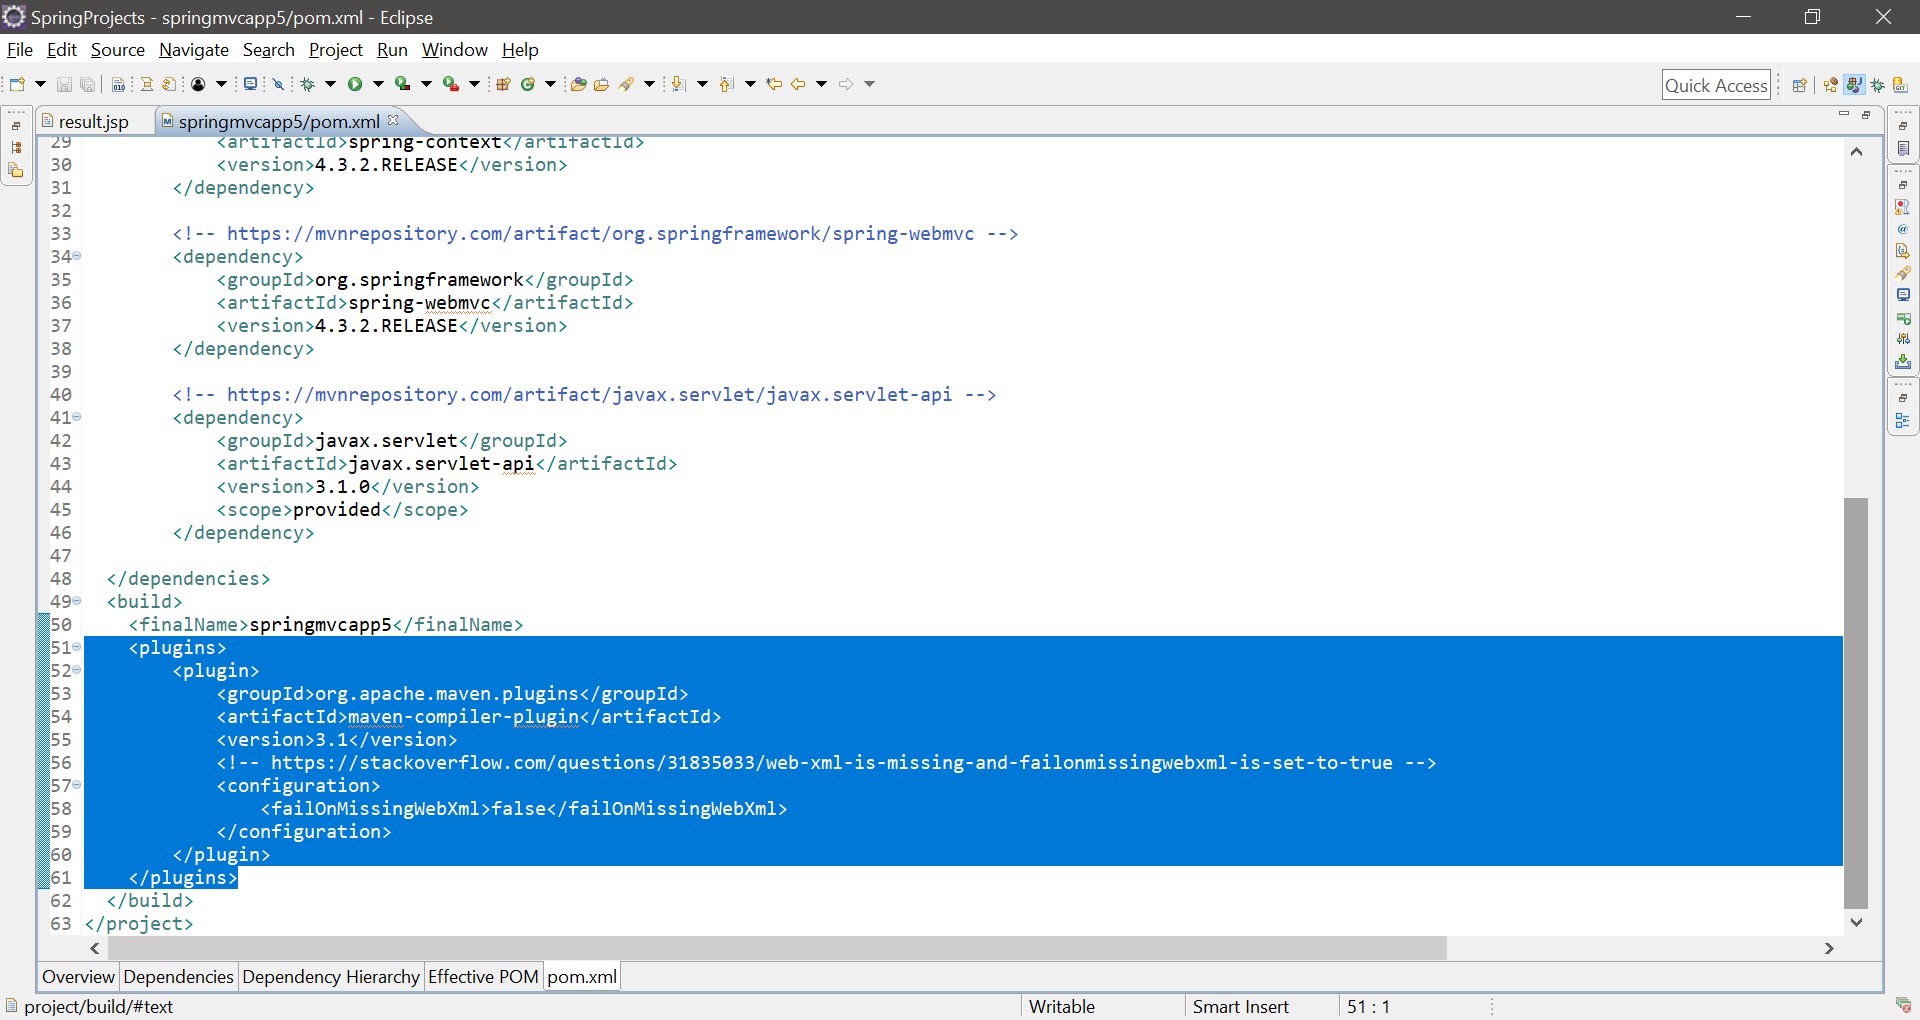 SpringProjects - springmvcapp5/pom.xml - Eclipse
File Edit Source Navigate Search Project Run Window Help
Quick Access
result.jsp springmvcapp5/pom.xml
29 <artifactId>spring-context</artifactId>
30 <version>4.3.2.RELEASE</version>
31 </dependency>
32
33 <!-- https://mvnrepository.com/artifact/org.springframework/spring-webmvc -->
34 <dependency>
35 <groupId>org.springframework</groupId>
36 <artifactId>spring-webmvc</artifactId>
37 <version>4.3.2.RELEASE</version>
38 </dependency>
39
40 <!-- https://mvnrepository.com/artifact/javax.servlet/javax.servlet-api -->
41 <dependency>
42 <groupId>javax.servlet</groupId>
43 <artifactId>javax.servlet-api</artifactId>
44 <version>3.1.0</version>
45 <scope>provided</scope>
46 </dependency>
47
48 </dependencies>
49 <build>
50 <finalName>springmvcapp5</finalName>
51 <plugins>
52 <plugin>
53 <groupId>org.apache.maven.plugins</groupId>
54 <artifactId>maven-compiler-plugin</artifactId>
55 <version>3.1</version>
56 <!-- https://stackoverflow.com/questions/31835033/web-xml-is-missing-and-failonmissingwebxml-is-set-to-true -->
57 <configuration>
58 <failOnMissingWebXml>false</failOnMissingWebXml>
59 </configuration>
60 </plugin>
61 </plugins>
62 </build>
63 </project>
Overview Dependencies Dependency Hierarchy Effective POM pom.xml
project/build/#text Writable Smart Insert 51 : 1